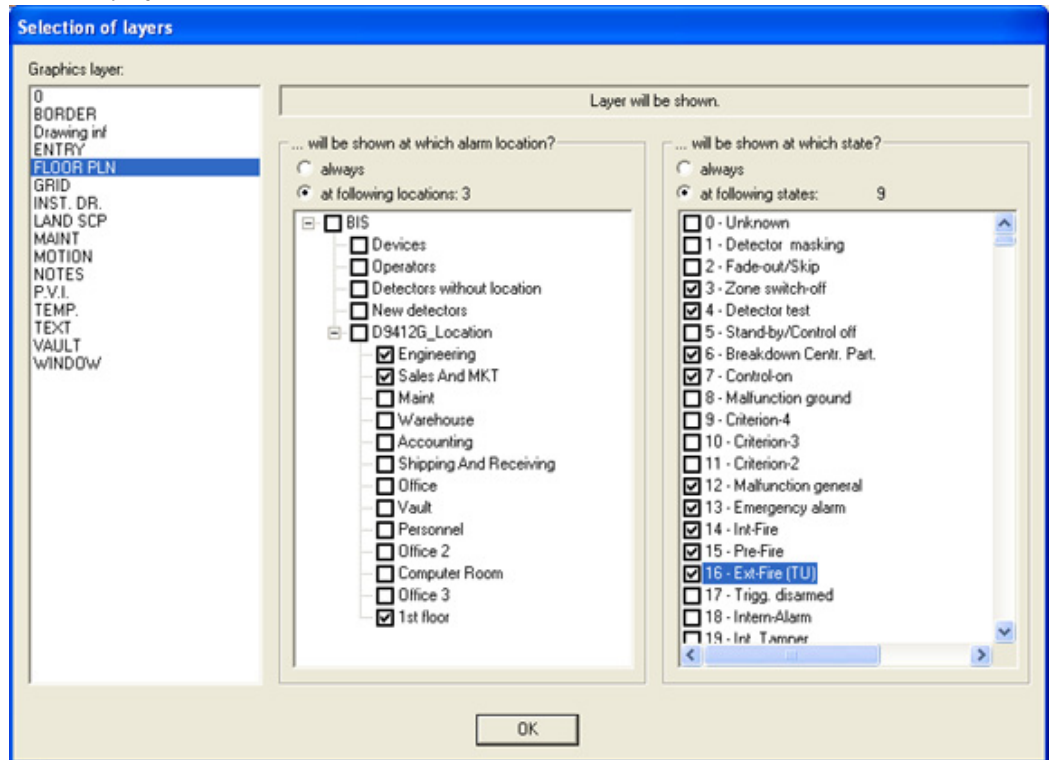 Selection of layers
Graphics layer:
0
BORDER
Drawing inf
ENTRY
FLOOR PLN
GRID
INST. DR.
LAND SCP
MAINT
MOTION
NOTES
P.V.I.
TEMP.
TEXT
VAULT
WINDOW
Layer will be shown.
... will be shown at which alarm location?
always
at following locations: 3
BIS
Devices
Operators
Detectors without location
New detectors
D9412G_Location
Engineering
Sales And MKT
Maint
Warehouse
Accounting
Shipping And Receiving
Office
Vault
Personnel
Office 2
Computer Room
Office 3
1st floor
... will be shown at which state?
always
at following states: 9
0 - Unknown
1 - Detector masking
2 - Fade-out/Skip
3 - Zone switch-off
4 - Detector test
5 - Stand-by/Control off
6 - Breakdown Centr. Part.
7 - Control-on
8 - Malfunction ground
9 - Criterion-4
10 - Criterion-3
11 - Criterion-2
12 - Malfunction general
13 - Emergency alarm
14 - Int-Fire
15 - Pre-Fire
16 - Ext-Fire (TU)
17 - Trigg. disarmed
18 - Intern-Alarm
19 - Int. Tamper
OK